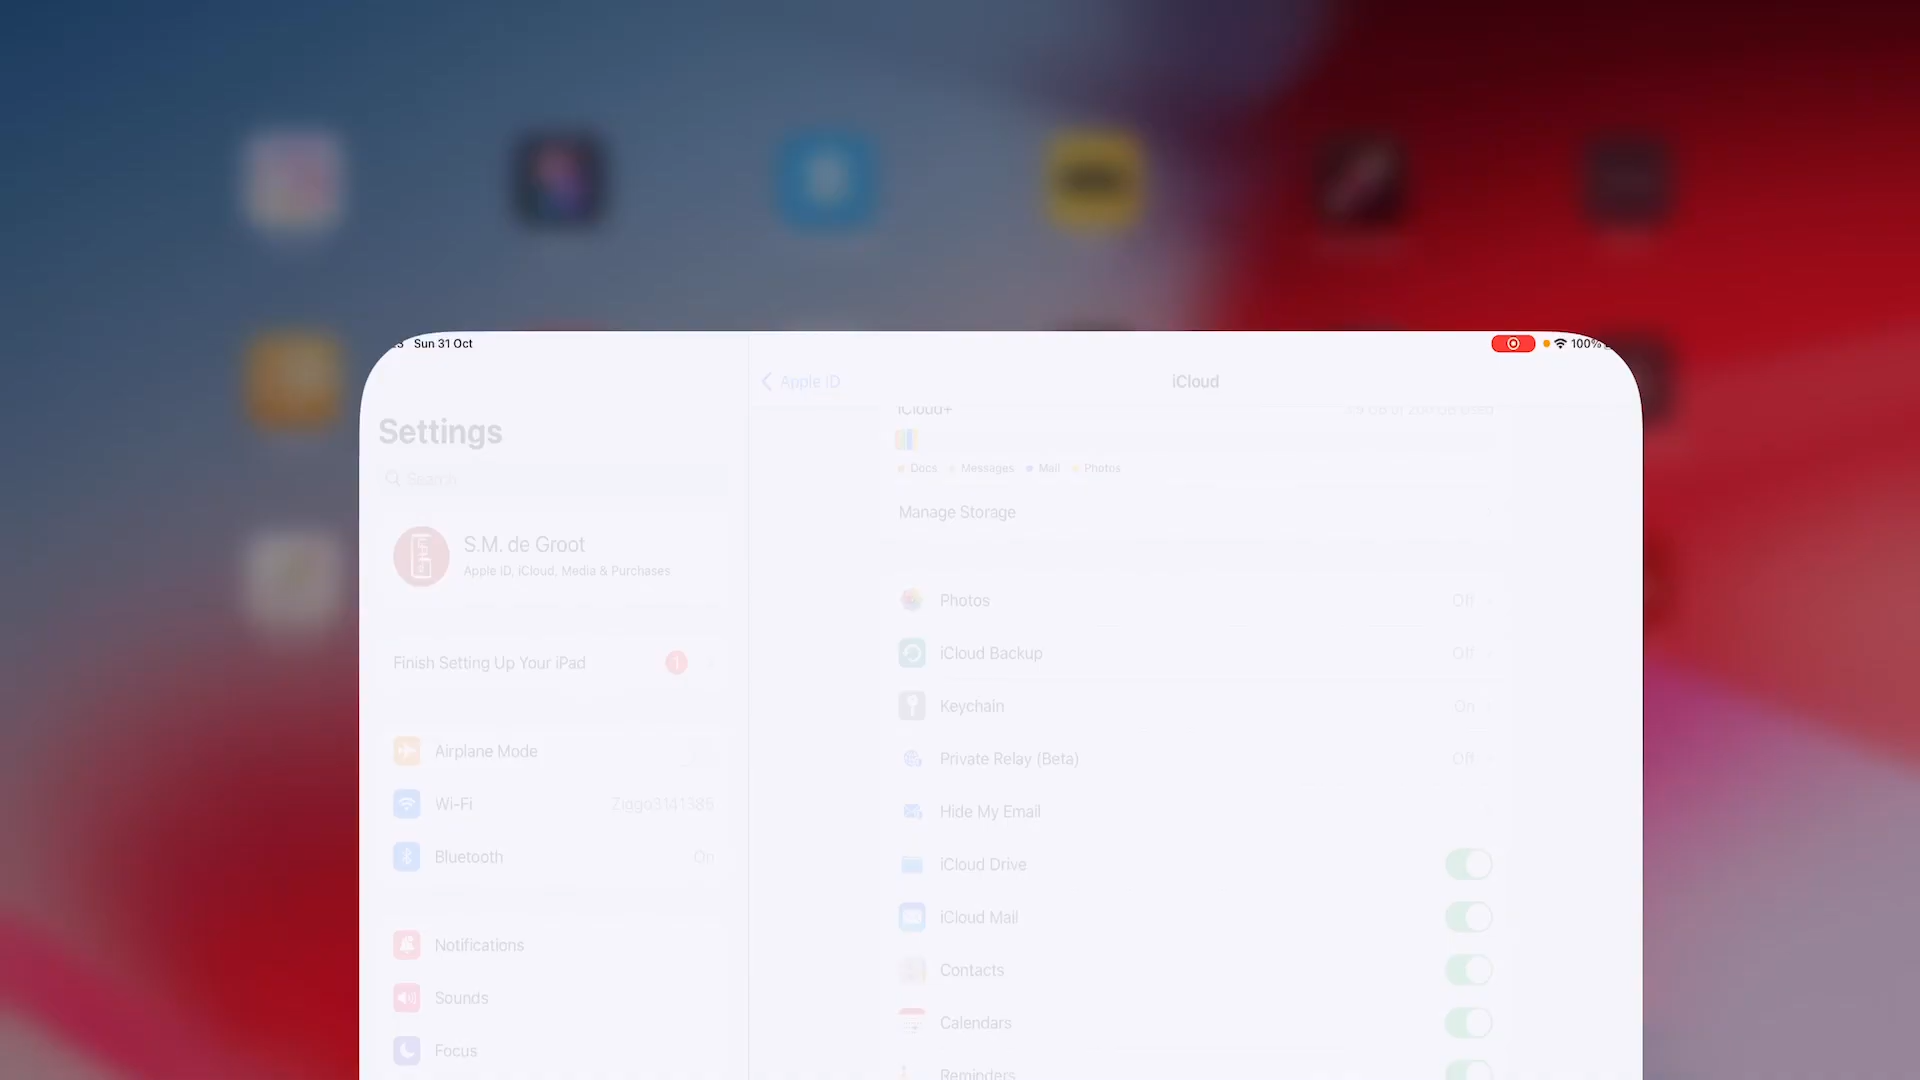 Sun 31 Oct
100%
Apple ID
iCloud
Settings
Search
iCloud+
Docs Messages Mail Photos
Manage Storage
S.M. de Groot
Apple ID, iCloud, Media & Purchases
Finish Setting Up Your iPad 1
Airplane Mode
Wi-Fi Ziggo3141385
Bluetooth On
Notifications
Sounds
Focus
Photos Off
iCloud Backup Off
Keychain On
Private Relay (Beta) Off
Hide My Email
iCloud Drive
iCloud Mail
Contacts
Calendars
Reminders